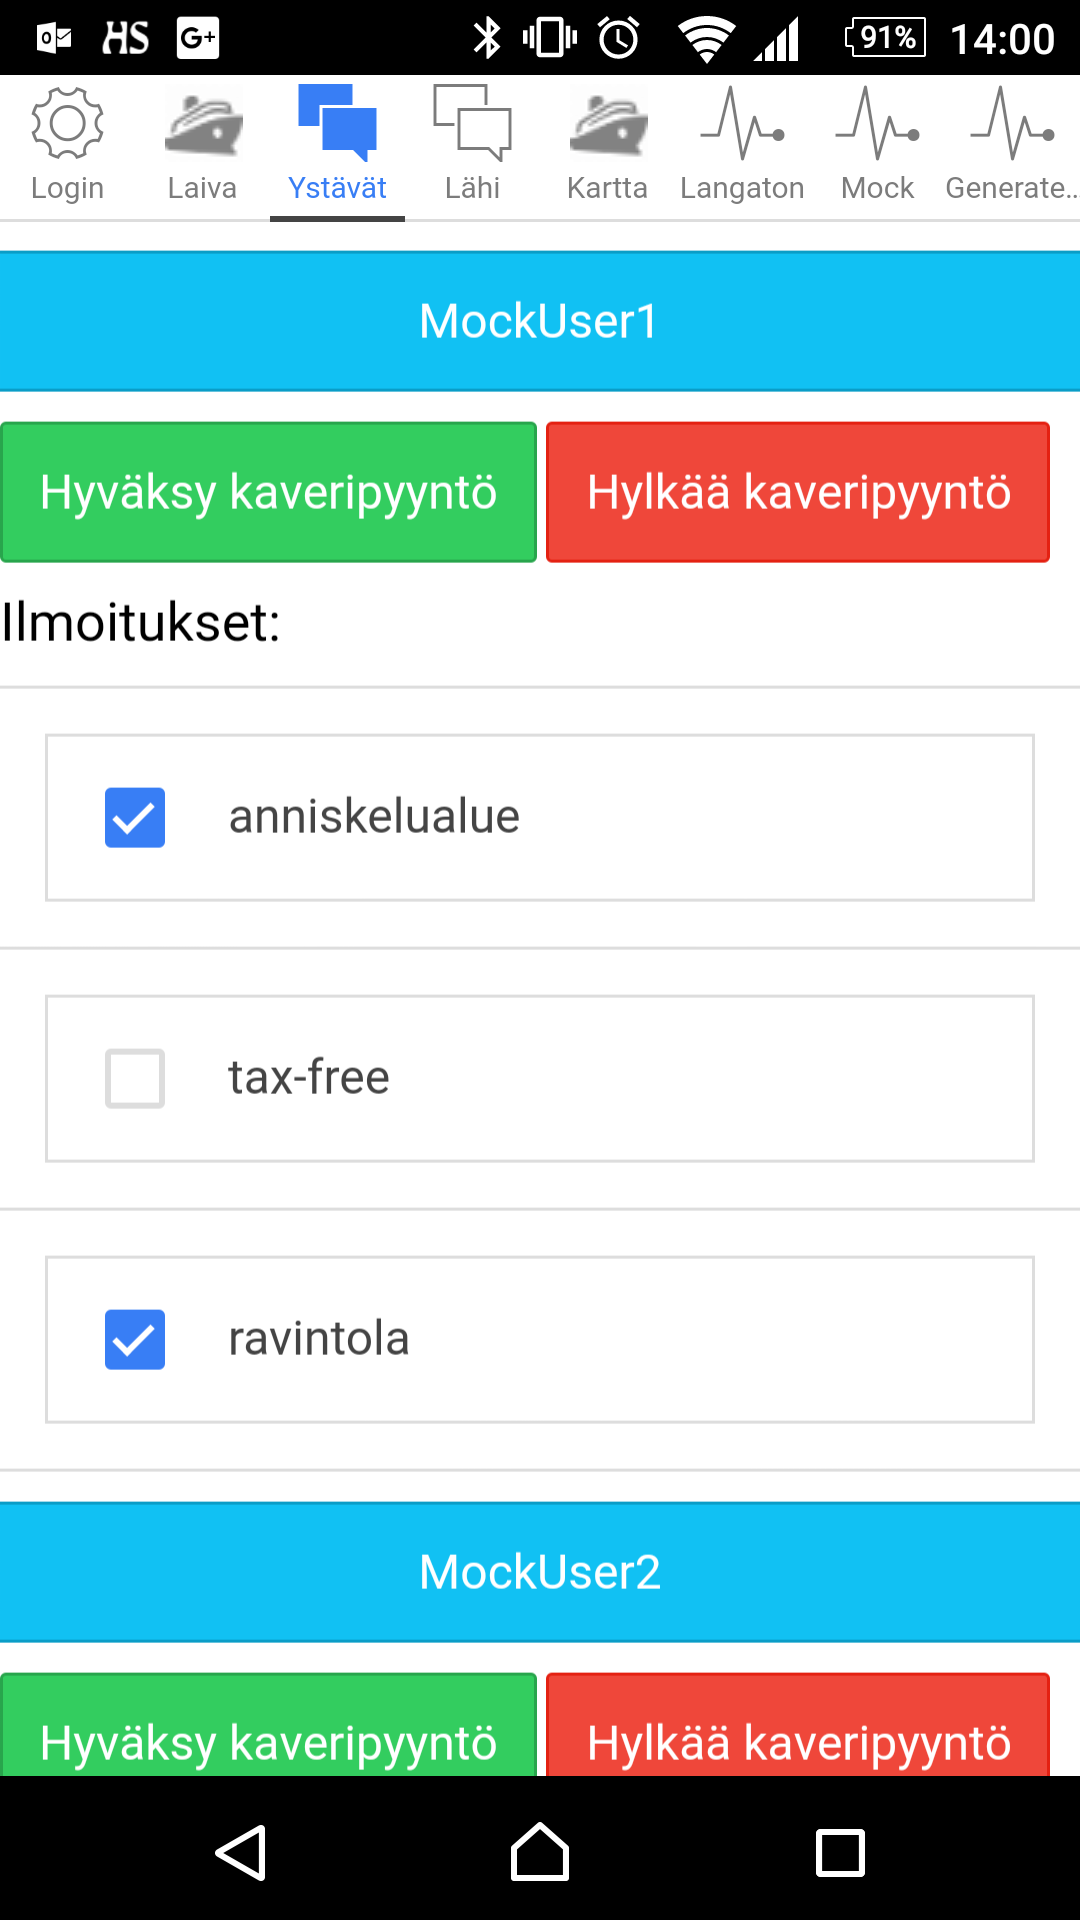 HS G+ 91% 14:00
Login Laiva Ystävät Lähi Kartta Langaton Mock Generate...
MockUser1
Hyväksy kaveripyyntö Hylkää kaveripyyntö
Ilmoitukset:
anniskelualue
tax-free
ravintola
MockUser2
Hyväksy kaveripyyntö Hylkää kaveripyyntö